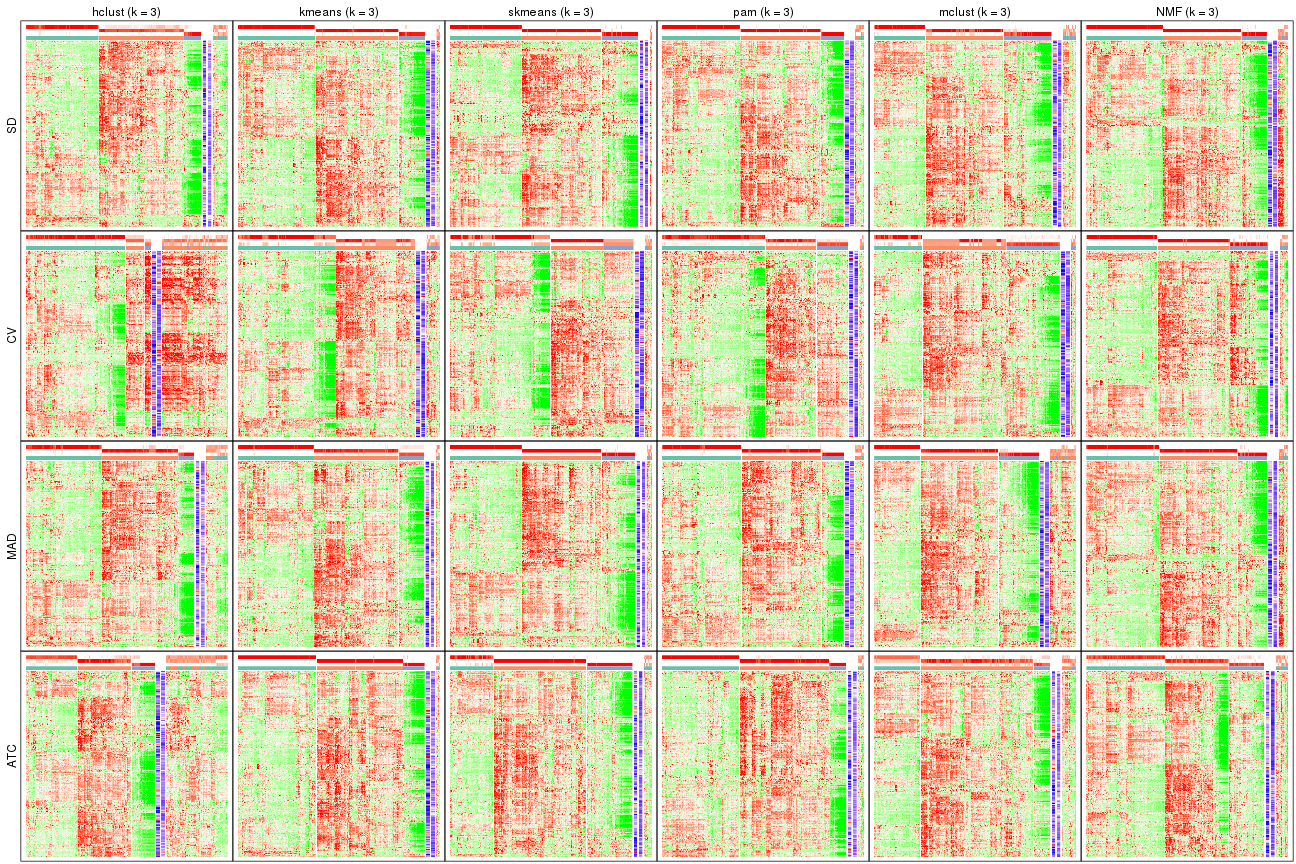 hclust (k = 3) kmeans (k = 3) skmeans (k = 3) pam (k = 3) mclust (k = 3) NMF (k = 3)
SD
CV
MAD
ATC